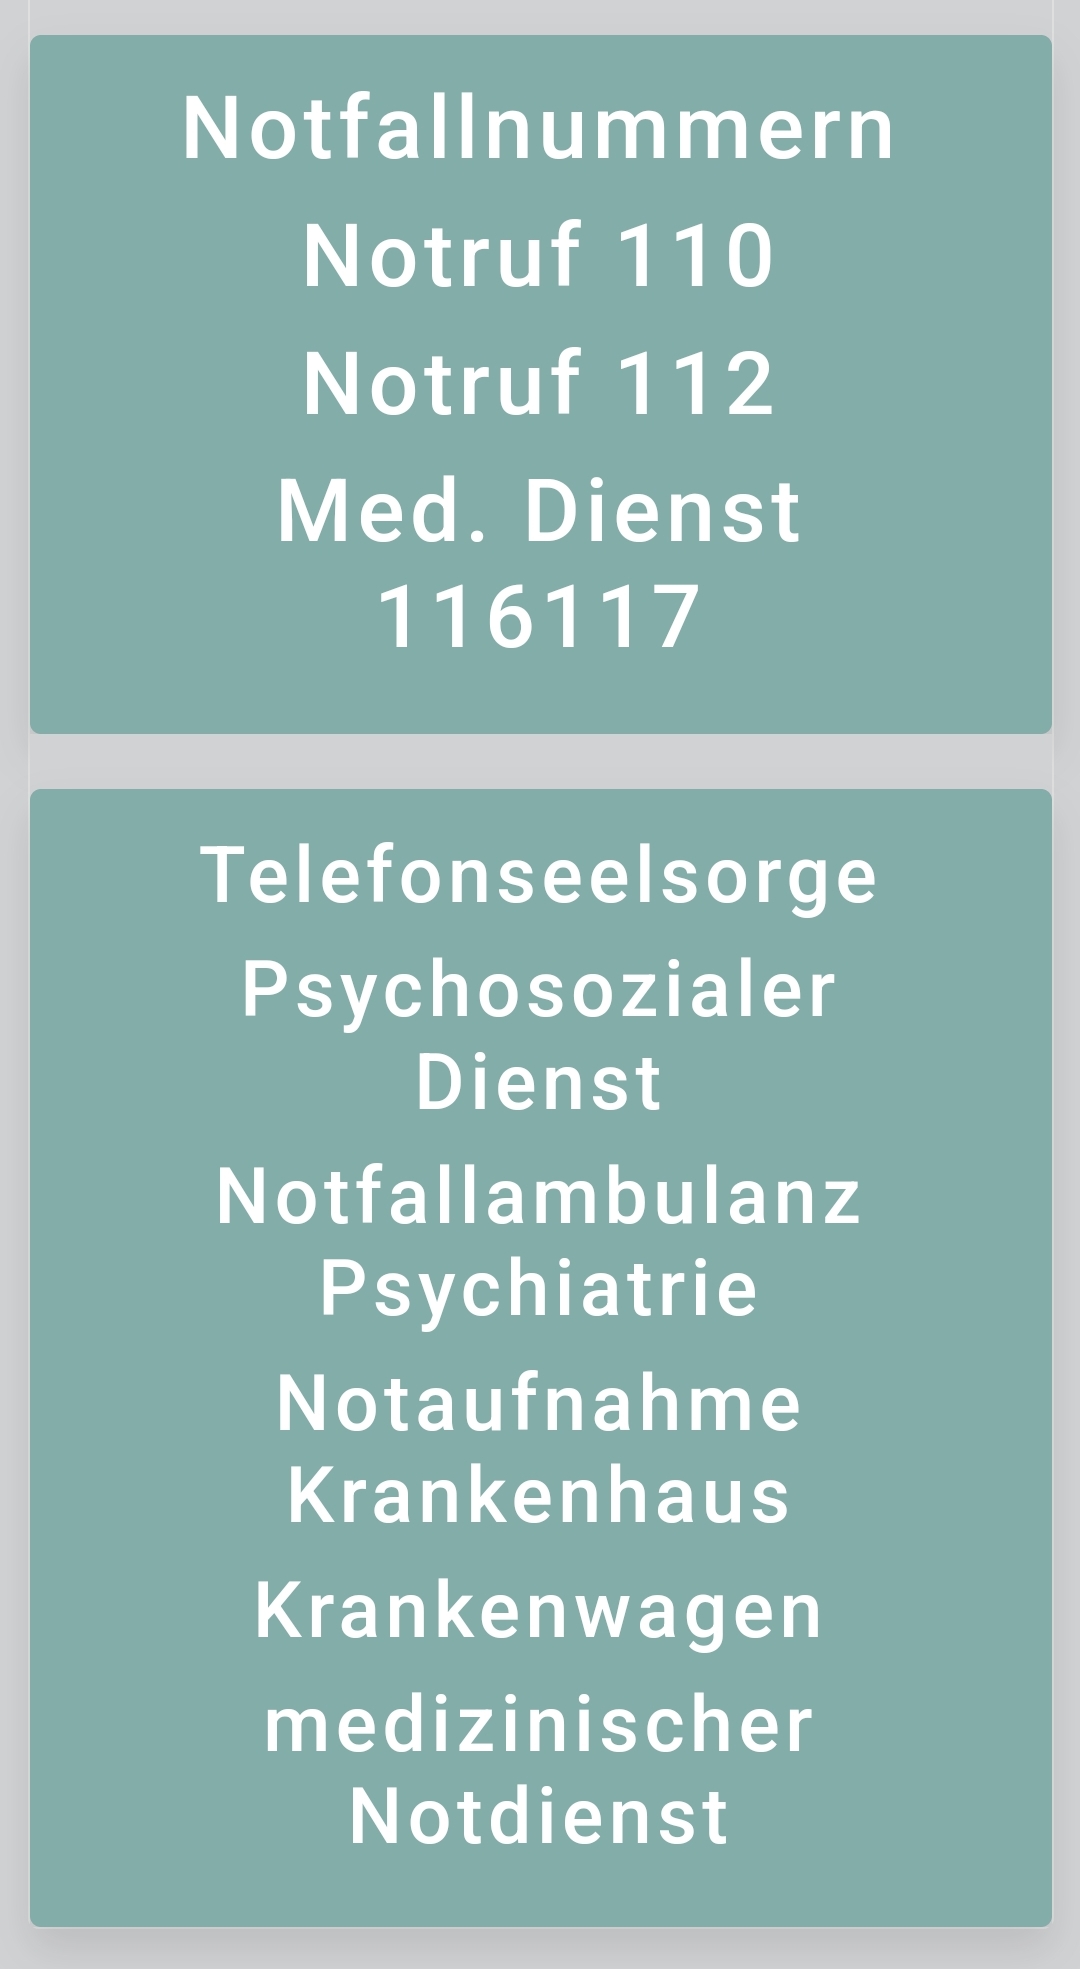 Notfallnummern
Notruf 110
Notruf 112
Med. Dienst
116117
Telefonseelsorge
Psychosozialer
Dienst
Notfallambulanz
Psychiatrie
Notaufnahme
Krankenhaus
Krankenwagen
medizinischer
Notdienst